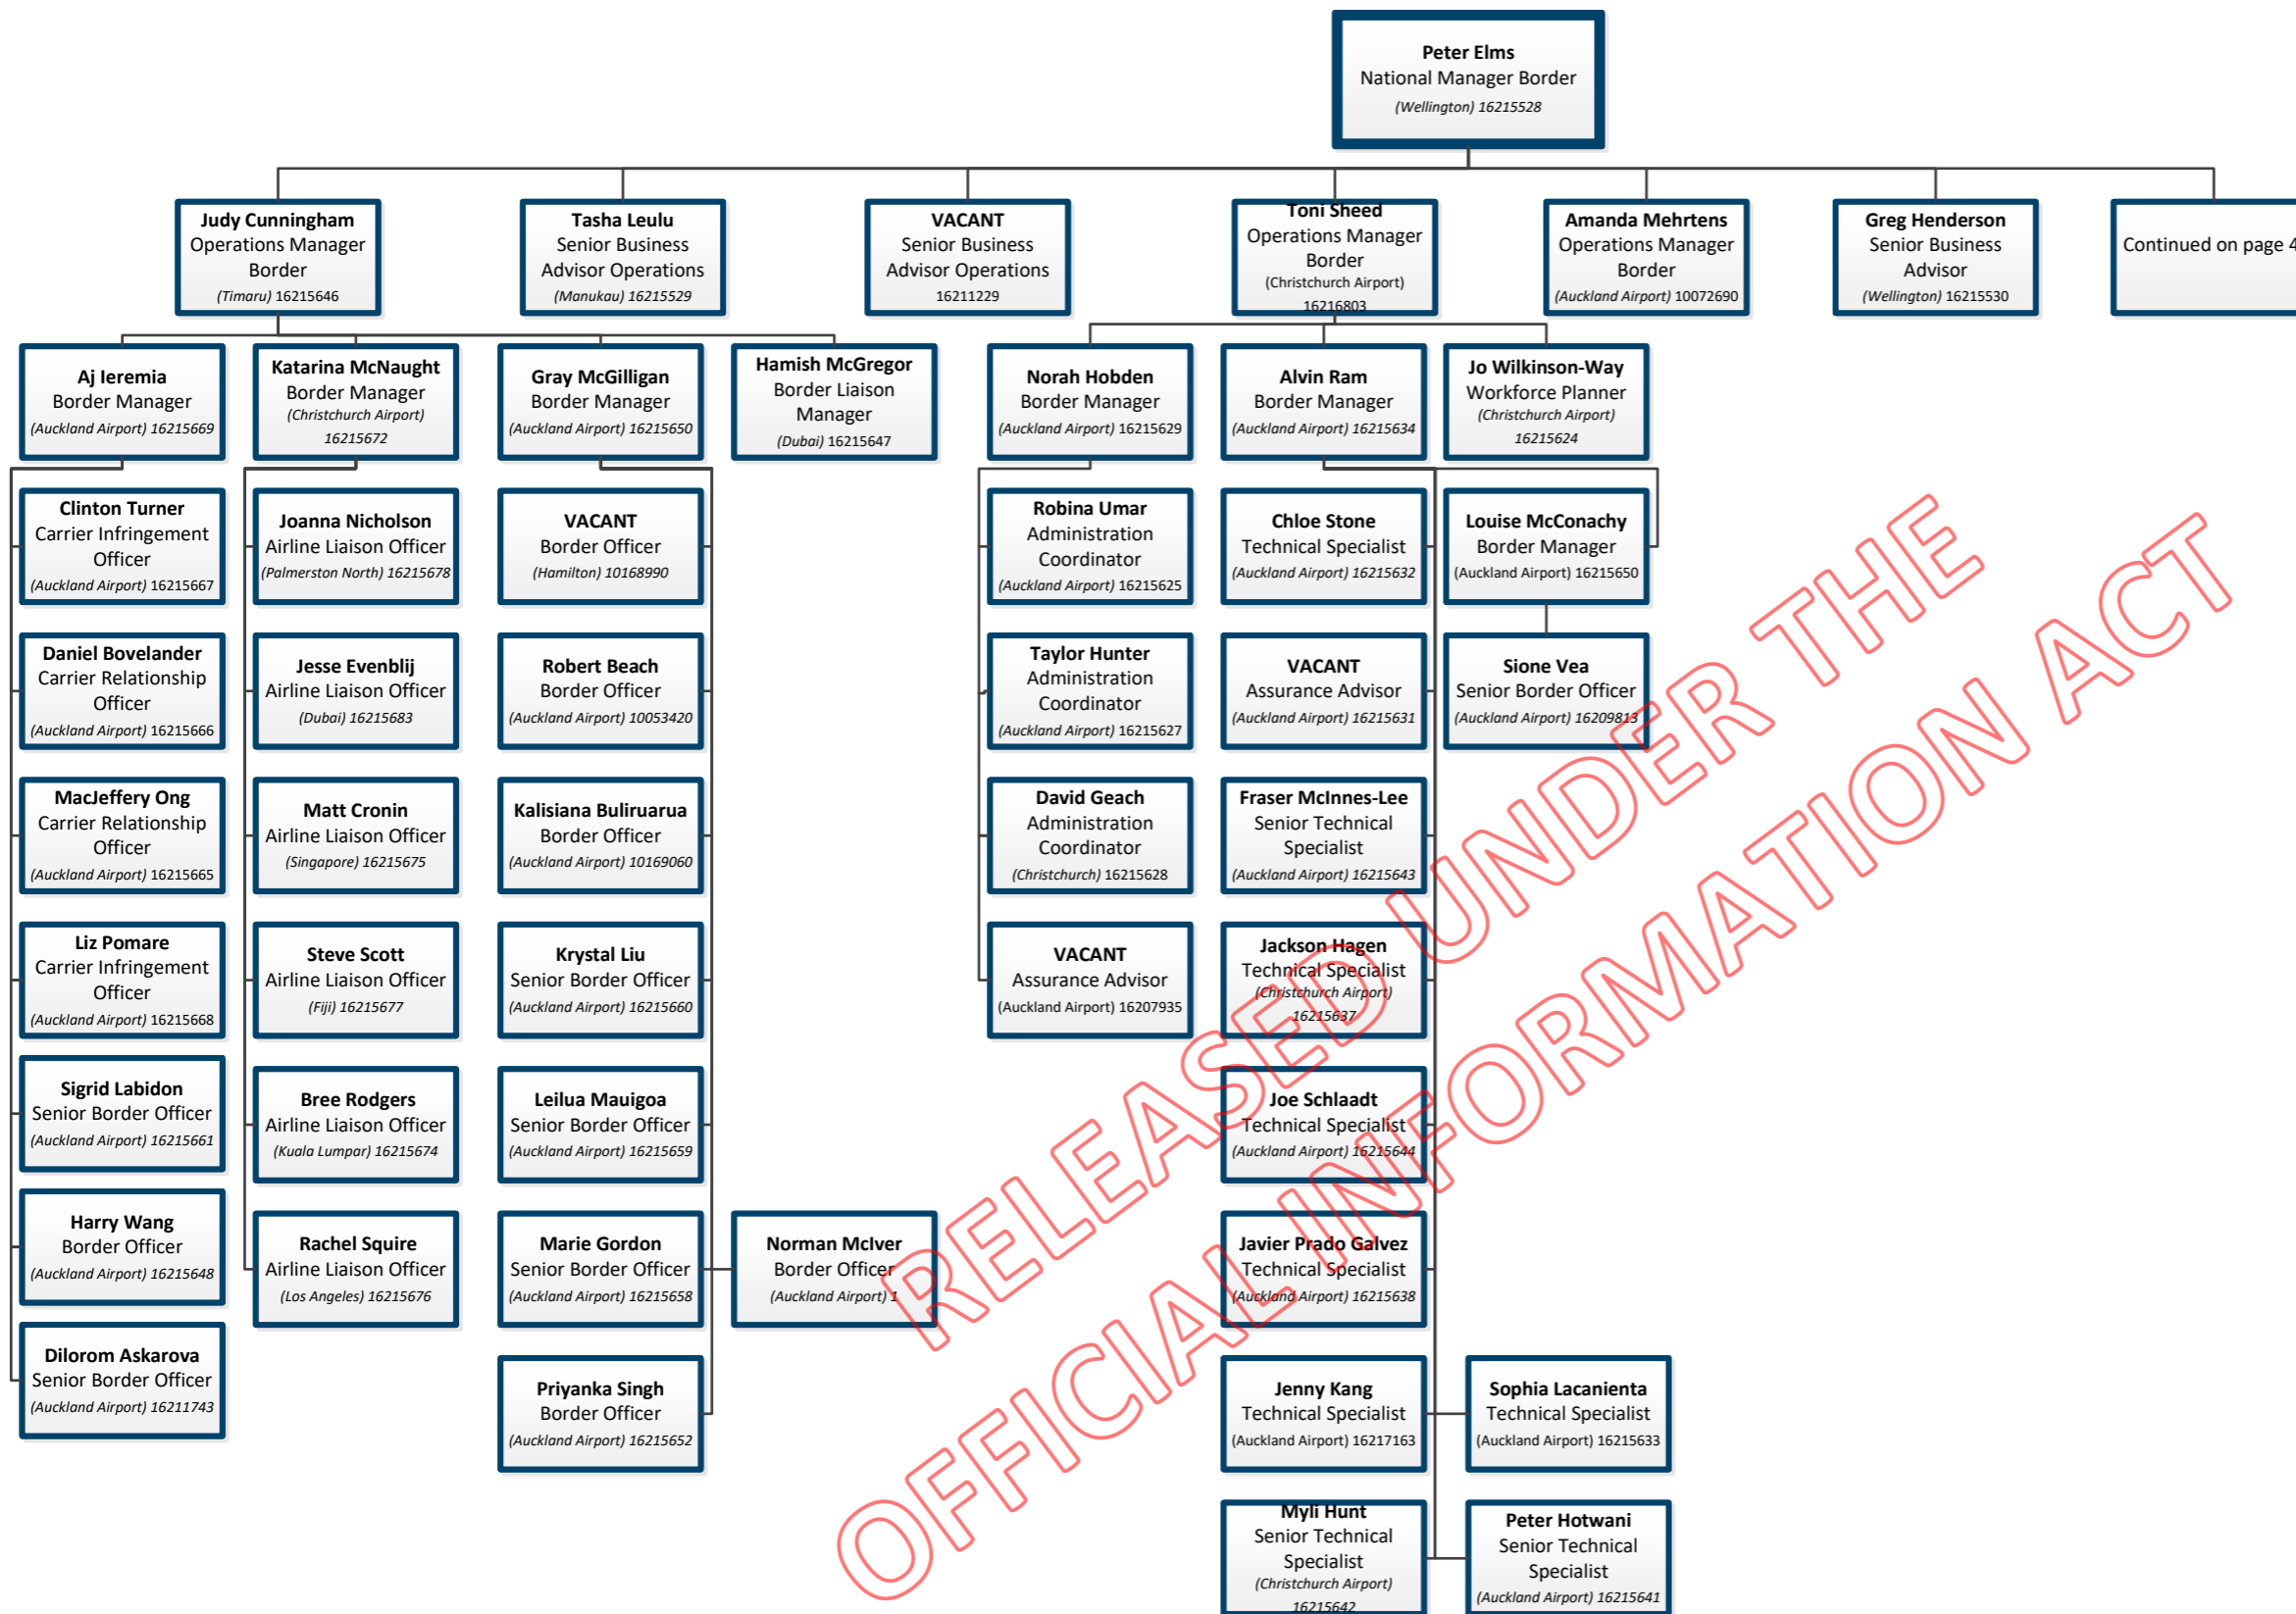 Peter Elms
National Manager Border
(Wellington) 16215528
Judy Cunningham
Operations Manager
Border
(Timaru) 16215646
Tasha Leulu
Senior Business
Advisor Operations
(Manukau) 16215529
VACANT
Senior Business
Advisor Operations
16211229
Toni Sheed
Operations Manager
Border
(Christchurch Airport)
16216803
Amanda Mehrtens
Operations Manager
Border
(Auckland Airport) 10072690
Greg Henderson
Senior Business
Advisor
(Wellington) 16215530
Continued on page 4
Aj Ieremia
Border Manager
(Auckland Airport) 16215669
Katarina McNaught
Border Manager
(Christchurch Airport)
16215672
Gray McGilligan
Border Manager
(Auckland Airport) 16215650
Hamish McGregor
Border Liaison
Manager
(Dubai) 16215647
Norah Hobden
Border Manager
(Auckland Airport) 16215629
Alvin Ram
Border Manager
(Auckland Airport) 16215634
Jo Wilkinson-Way
Workforce Planner
(Christchurch Airport)
16215624
Clinton Turner
Carrier Infringement
Officer
(Auckland Airport) 16215667
Joanna Nicholson
Airline Liaison Officer
(Palmerston North) 16215678
VACANT
Border Officer
(Hamilton) 10168990
Robina Umar
Administration
Coordinator
(Auckland Airport) 16215625
Chloe Stone
Technical Specialist
(Auckland Airport) 16215632
Louise McConachy
Border Manager
(Auckland Airport) 16215650
Daniel Bovelander
Carrier Relationship
Officer
(Auckland Airport) 16215666
Jesse Evenblij
Airline Liaison Officer
(Dubai) 16215683
Robert Beach
Border Officer
(Auckland Airport) 10053420
Taylor Hunter
Administration
Coordinator
(Auckland Airport) 16215627
VACANT
Assurance Advisor
(Auckland Airport) 16215631
Sione Vea
Senior Border Officer
(Auckland Airport) 16209813
MacJeffery Ong
Carrier Relationship
Officer
(Auckland Airport) 16215665
Matt Cronin
Airline Liaison Officer
(Singapore) 16215675
Kalisiana Buliruarua
Border Officer
(Auckland Airport) 10169060
David Geach
Administration
Coordinator
(Christchurch) 16215628
Fraser McInnes-Lee
Senior Technical
Specialist
(Auckland Airport) 16215643
Liz Pomare
Carrier Infringement
Officer
(Auckland Airport) 16215668
Steve Scott
Airline Liaison Officer
(Fiji) 16215677
Krystal Liu
Senior Border Officer
(Auckland Airport) 16215660
VACANT
Assurance Advisor
(Auckland Airport) 16207935
Jackson Hagen
Technical Specialist
(Christchurch Airport)
16215637
Sigrid Labidon
Senior Border Officer
(Auckland Airport) 16215661
Bree Rodgers
Airline Liaison Officer
(Kuala Lumpar) 16215674
Leilua Mauigoa
Senior Border Officer
(Auckland Airport) 16215659
Joe Schlaadt
Technical Specialist
(Auckland Airport) 16215644
Harry Wang
Border Officer
(Auckland Airport) 16215648
Rachel Squire
Airline Liaison Officer
(Los Angeles) 16215676
Marie Gordon
Senior Border Officer
(Auckland Airport) 16215658
Norman McIver
Border Officer
(Auckland Airport) 1
Javier Prado Galvez
Technical Specialist
(Auckland Airport) 16215638
Dilorom Askarova
Senior Border Officer
(Auckland Airport) 16211743
Priyanka Singh
Border Officer
(Auckland Airport) 16215652
Jenny Kang
Technical Specialist
(Auckland Airport) 16217163
Sophia Lacanienta
Technical Specialist
(Auckland Airport) 16215633
Myli Hunt
Senior Technical
Specialist
(Christchurch Airport)
16215642
Peter Hotwani
Senior Technical
Specialist
(Auckland Airport) 16215641
RELEASED UNDER THE
OFFICIAL INFORMATION ACT